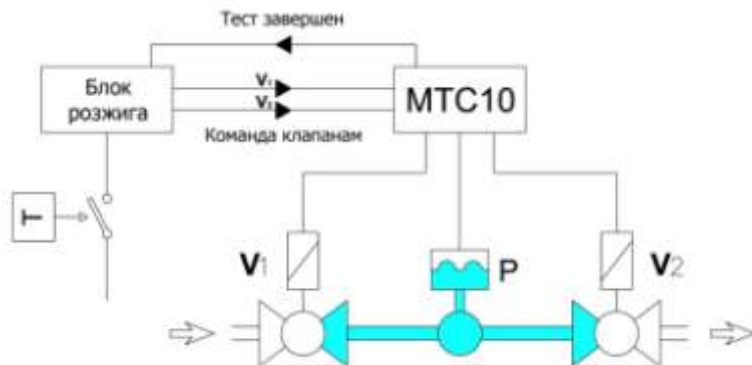 Тест завершен
Блок
розжига
V₁
V₂
MTC10
Команда клапанам
T
V1
P
V2